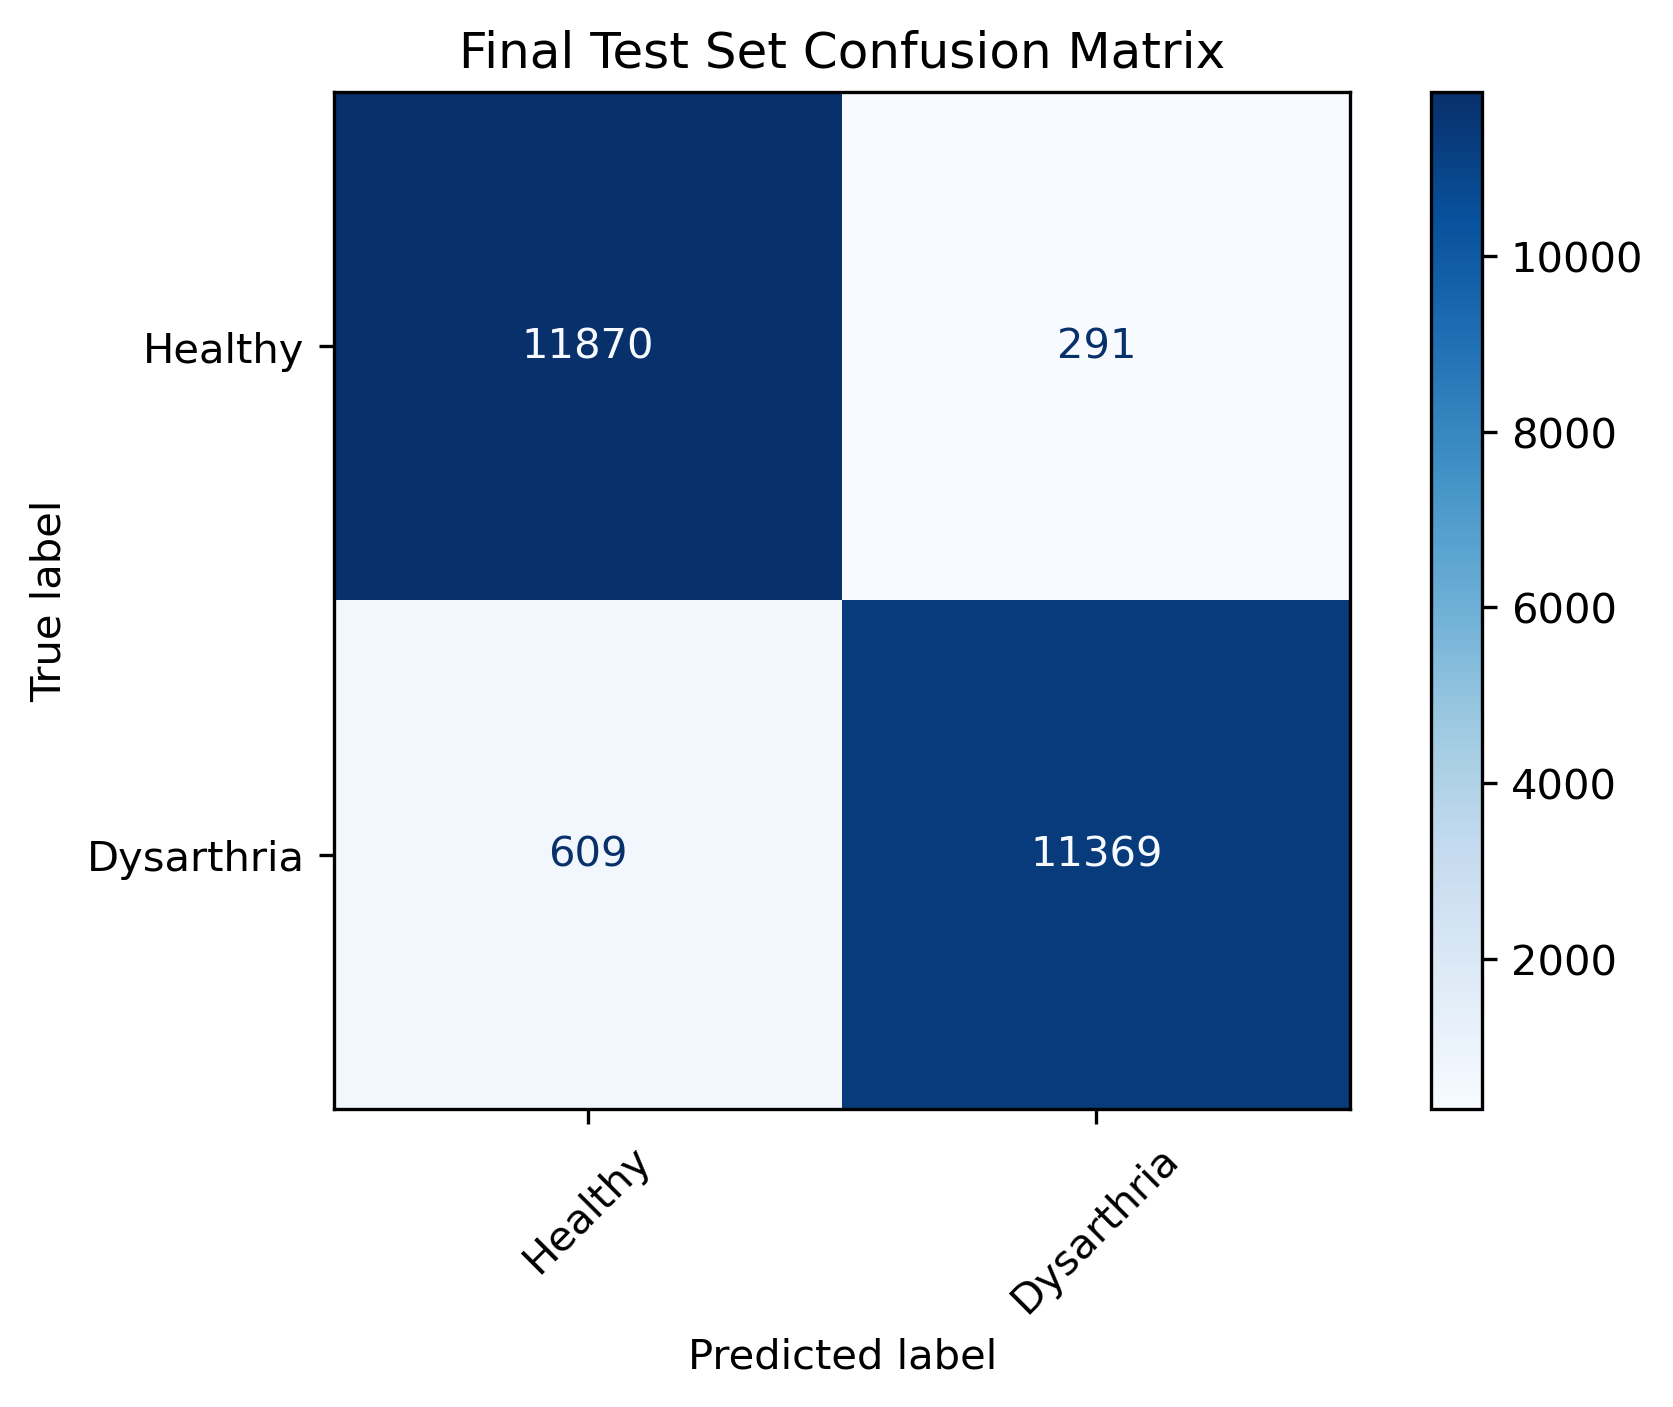 Final Test Set Confusion Matrix
True label
Healthy
Dysarthria
11870
291
609
11369
Healthy
Dysarthria
Predicted label
10000
8000
6000
4000
2000